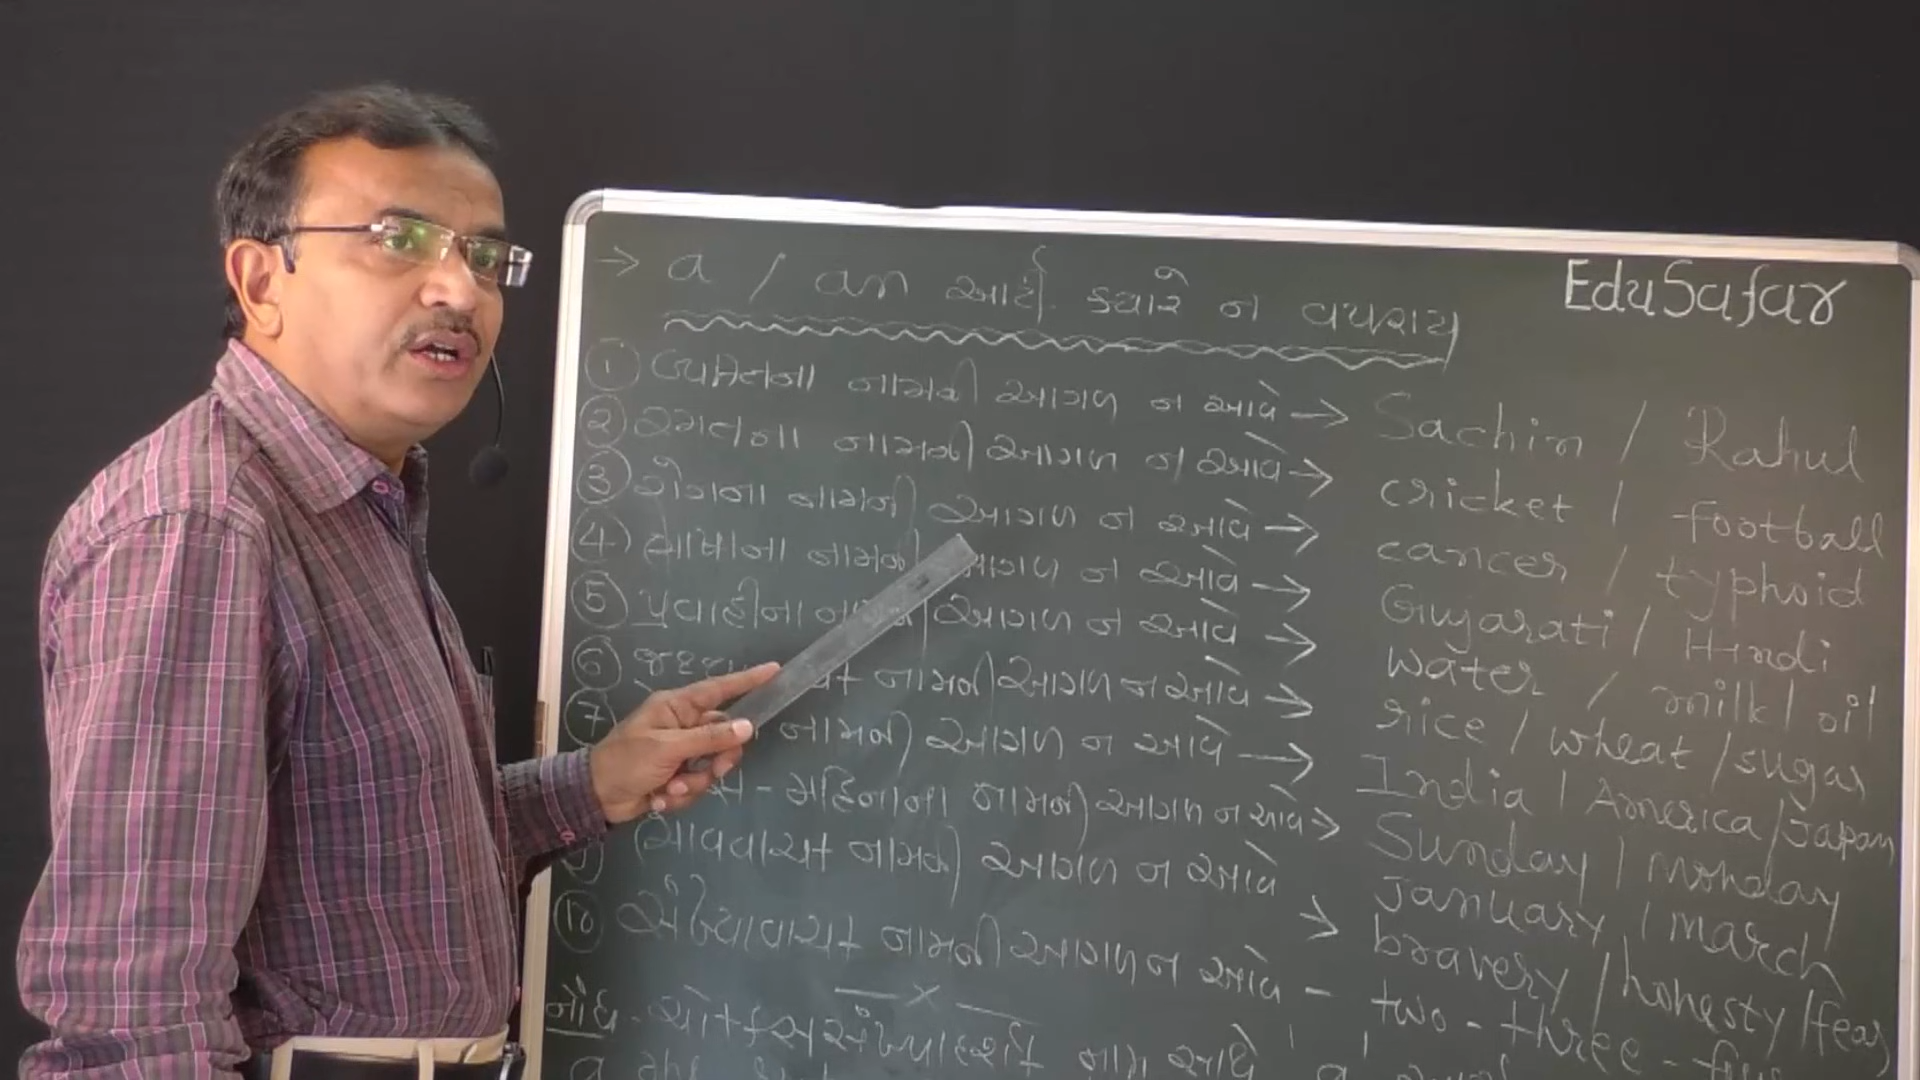 → a / an આર્ટી. ક્યારે ન વપરાય
EduSafar
① વ્યક્તિના નામની આગળ ન આવે → Sachin / Rahul
② રમતના નામની આગળ ન આવે → cricket / football
③ રોગના નામની આગળ ન આવે → cancer / typhoid
④ ભાષાના નામની આગળ ન આવે → Gujarati / Hindi
⑤ પ્રવાહીના આગળ ન આવે → water / milk / oil
⑥ નામની આગળ ન આવે → rice / wheat / sugar
⑦ નામની આગળ ન આવે → India / America / Japan
- મહિનાના નામની આગળ ન આવે → Sunday / Monday
January / March
ભાવવાચક નામની આગળ ન આવે → bravery / honesty / fear
⑩ સંખ્યાવાચક નામની આગળ ન આવે - two - three -
— x —
નોંધ - ચોક્કસ સંખ્યાદર્શક નામ સાથે 'a'